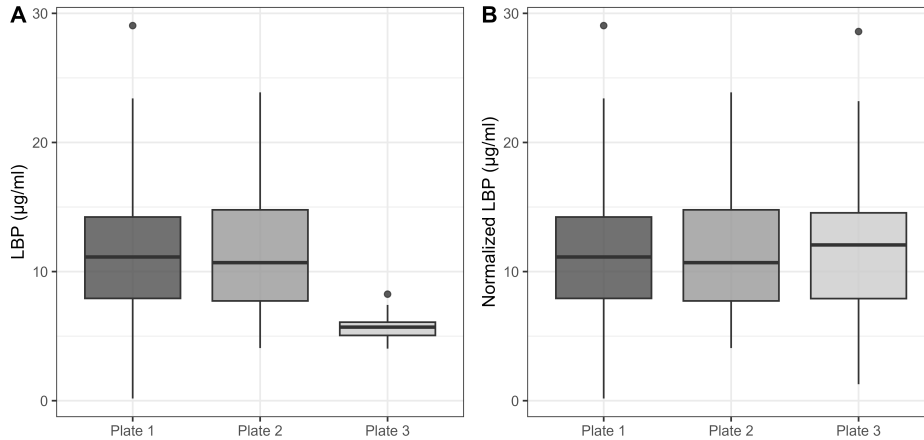 A
LBP (µg/ml)
30
20
10
0
Plate 1 Plate 2 Plate 3
B
Normalized LBP (µg/ml)
30
20
10
0
Plate 1 Plate 2 Plate 3